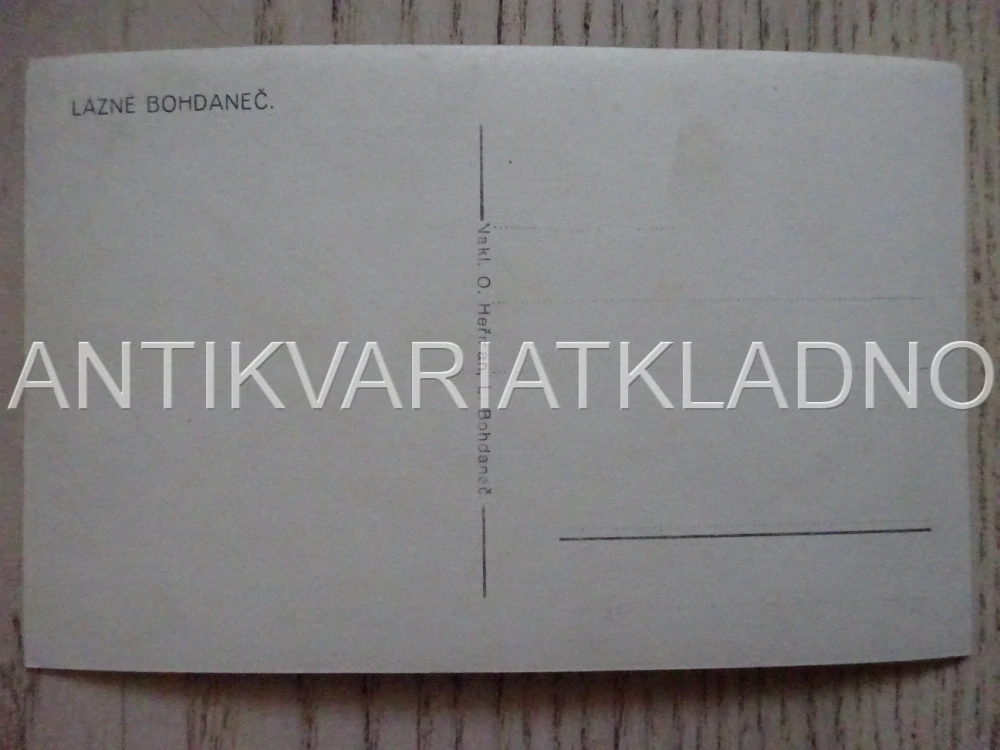 LÁZNĚ BOHDANEČ.
Nakl. O. Heřman, L. Bohdaneč
ANTIKVARIATKLADNO